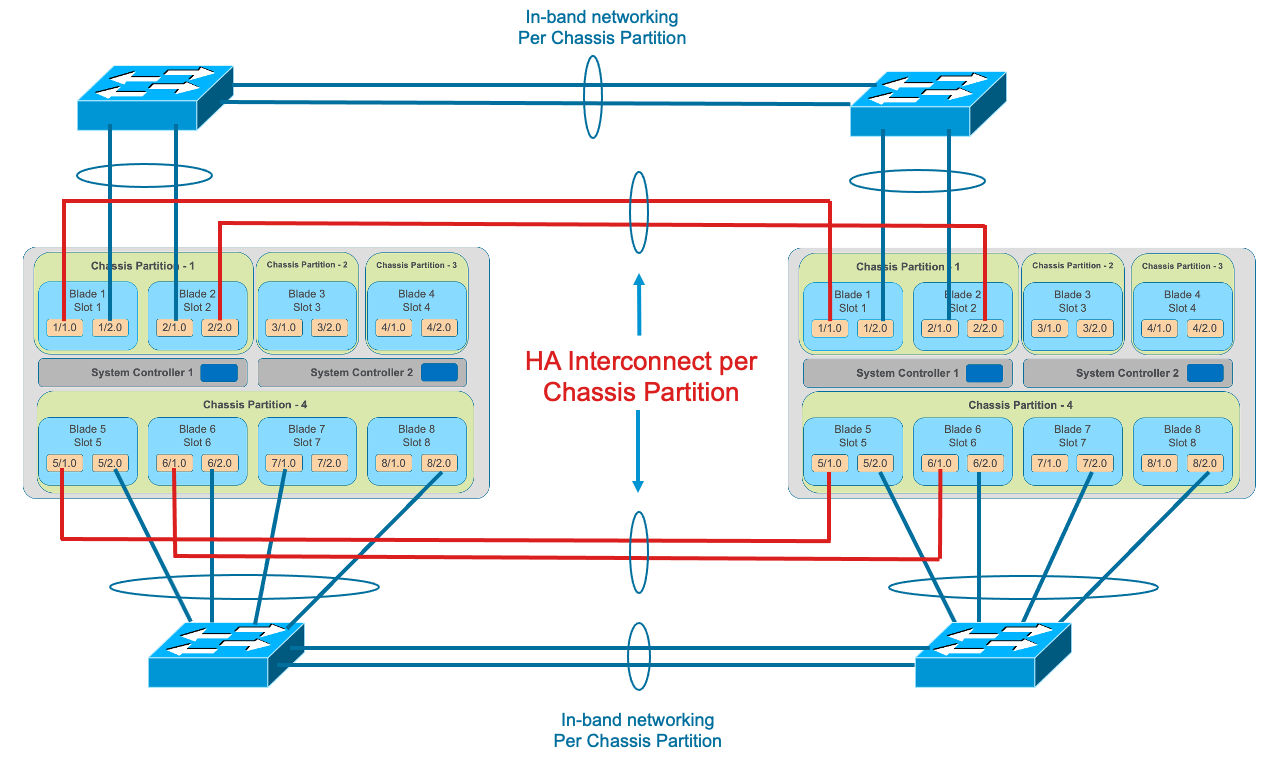 In-band networking
Per Chassis Partition
Chassis Partition - 1
Chassis Partition - 2
Chassis Partition - 3
Blade 1
Slot 1
1/1.0
1/2.0
Blade 2
Slot 2
2/1.0
2/2.0
Blade 3
Slot 3
3/1.0
3/2.0
Blade 4
Slot 4
4/1.0
4/2.0
System Controller 1
System Controller 2
Chassis Partition - 4
Blade 5
Slot 5
5/1.0
5/2.0
Blade 6
Slot 6
6/1.0
6/2.0
Blade 7
Slot 7
7/1.0
7/2.0
Blade 8
Slot 8
8/1.0
8/2.0
HA Interconnect per
Chassis Partition
Chassis Partition - 1
Chassis Partition - 2
Chassis Partition - 3
Blade 1
Slot 1
1/1.0
1/2.0
Blade 2
Slot 2
2/1.0
2/2.0
Blade 3
Slot 3
3/1.0
3/2.0
Blade 4
Slot 4
4/1.0
4/2.0
System Controller 1
System Controller 2
Chassis Partition - 4
Blade 5
Slot 5
5/1.0
5/2.0
Blade 6
Slot 6
6/1.0
6/2.0
Blade 7
Slot 7
7/1.0
7/2.0
Blade 8
Slot 8
8/1.0
8/2.0
In-band networking
Per Chassis Partition